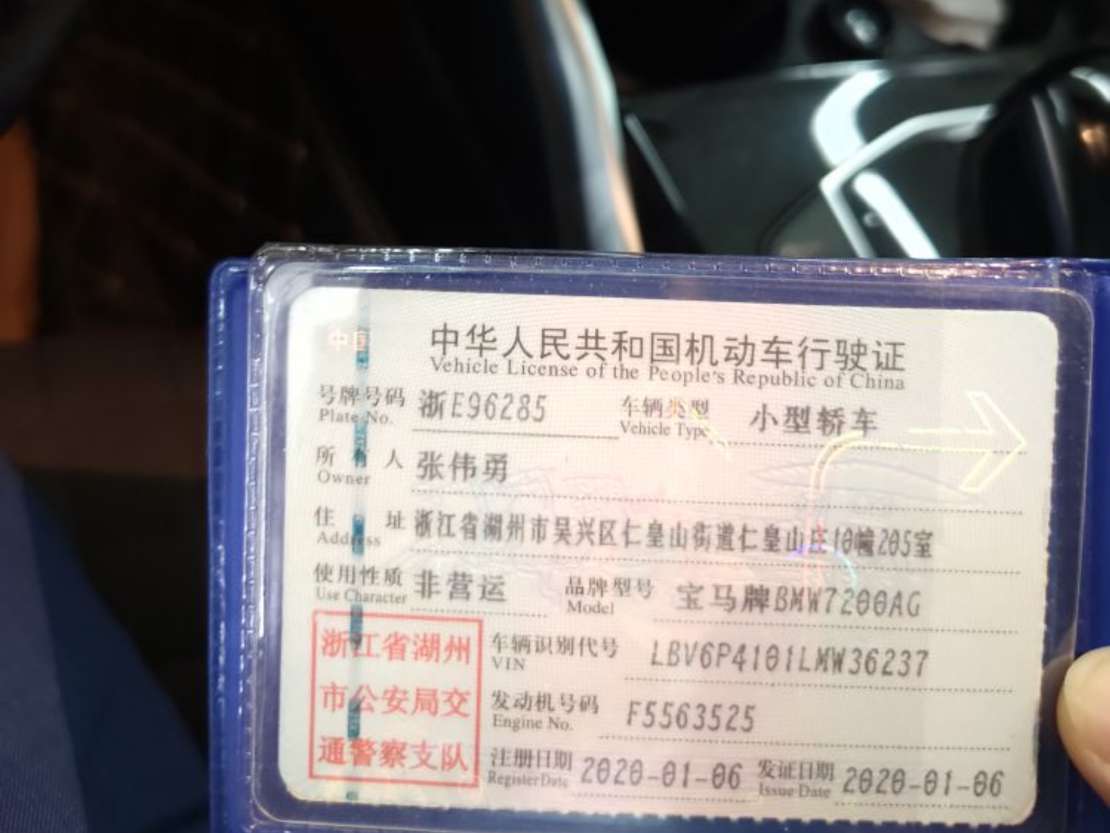 中国
中华人民共和国机动车行驶证
Vehicle License of the People's Republic of China
号牌号码 浙E96285 车辆类型 小型轿车
Plate No. Vehicle Type
所有人 张伟勇
Owner
住址 浙江省湖州市吴兴区仁皇山街道仁皇山庄10幢205室
Address
使用性质 非营运 品牌型号 宝马牌BMW7200AG
Use Character Model
浙江省湖州 车辆识别代号 LBV6P4101LMW36237
VIN
市公安局交 发动机号码 F5563525
Engine No.
通警察支队 注册日期 2020-01-06 发证日期 2020-01-06
Register Date Issue Date